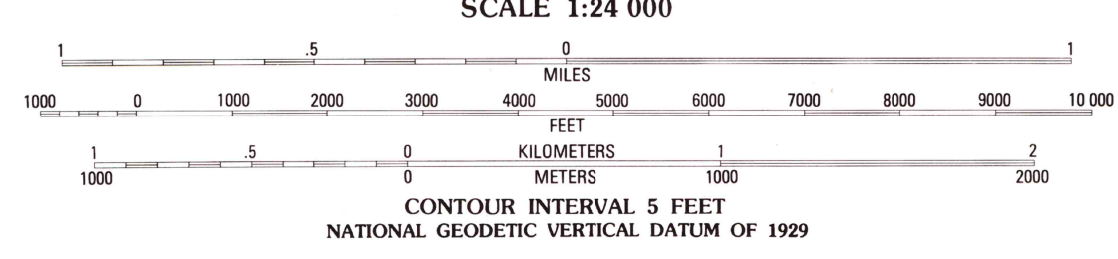 SCALE 1:24 000
1 .5 0 1
MILES
1000 0 1000 2000 3000 4000 5000 6000 7000 8000 9000 10 000
FEET
1 .5 0 KILOMETERS 1 2
1000 0 METERS 1000 2000
CONTOUR INTERVAL 5 FEET
NATIONAL GEODETIC VERTICAL DATUM OF 1929